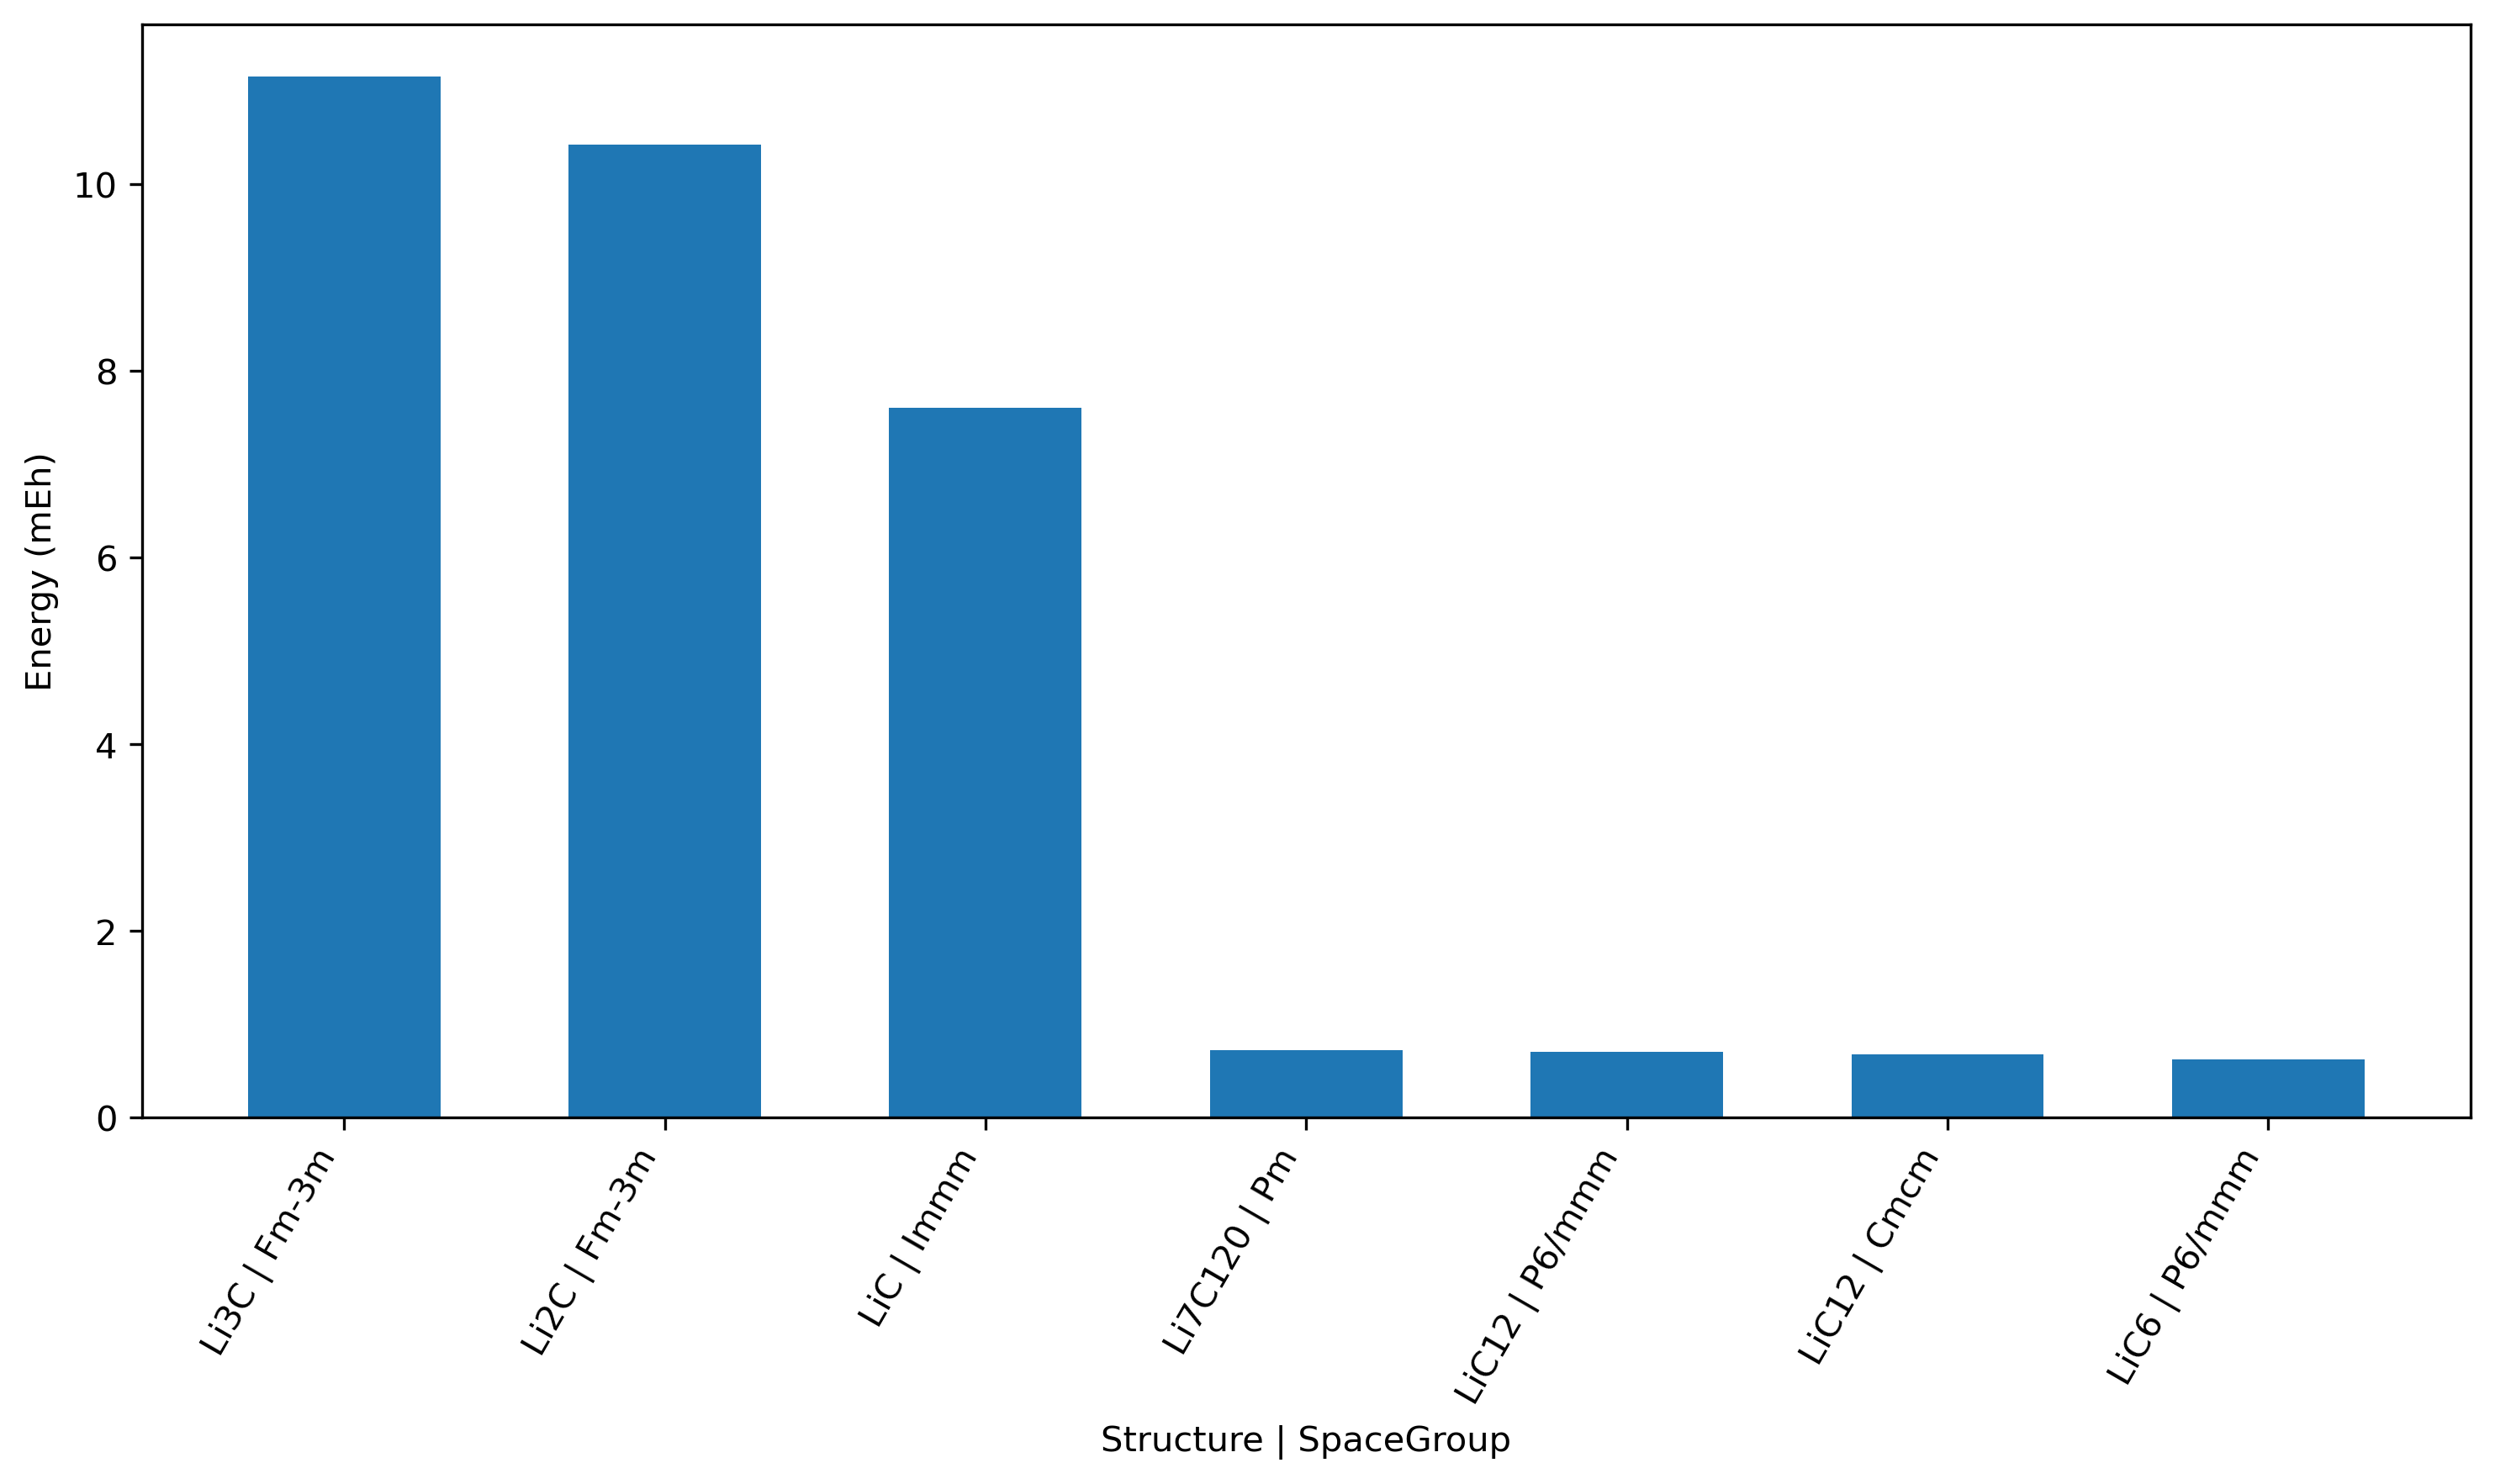 Energy (mEh)
10
8
6
4
2
0
Li3C | Fm-3m
Li2C | Fm-3m
LiC | Immm
Li7C120 | Pm
LiC12 | P6/mmm
LiC12 | Cmcm
LiC6 | P6/mmm
Structure | SpaceGroup